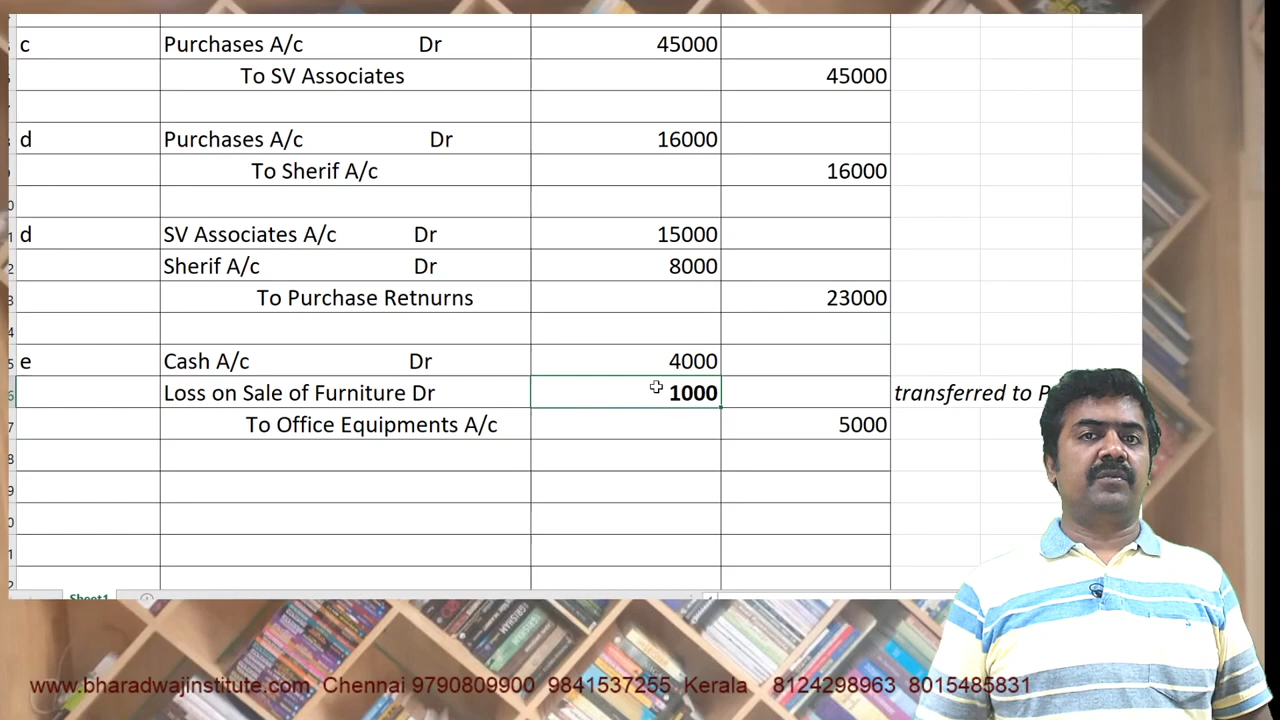 c Purchases A/c Dr 45000
To SV Associates 45000
d Purchases A/c Dr 16000
To Sherif A/c 16000
d SV Associates A/c Dr 15000
Sherif A/c Dr 8000
To Purchase Retnurns 23000
e Cash A/c Dr 4000
Loss on Sale of Furniture Dr 1000 transferred to P
To Office Equipments A/c 5000
Sheet1
www.bharadwajinstitute.com Chennai 9790809900 9841537255 Kerala 8124298963 8015485831